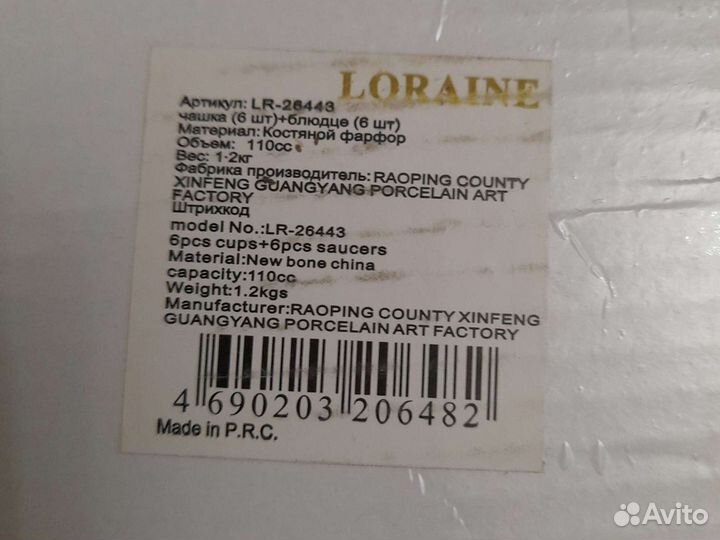 LORAINE
Артикул: LR-26443
чашка (6 шт)+блюдце (6 шт)
Материал:Костяной фарфор
Объем: 110cc
Вес: 1·2кг
Фабрика производитель:RAOPING COUNTY
XINFENG GUANGYANG PORCELAIN ART
FACTORY
Штрихкод
model No.:LR-26443
6pcs cups+6pcs saucers
Material:New bone china
capacity:110cc
Weight:1.2kgs
Manufacturer:RAOPING COUNTY XINFENG
GUANGYANG PORCELAIN ART FACTORY
4 690203 206482
Made in P.R.C.
Avito